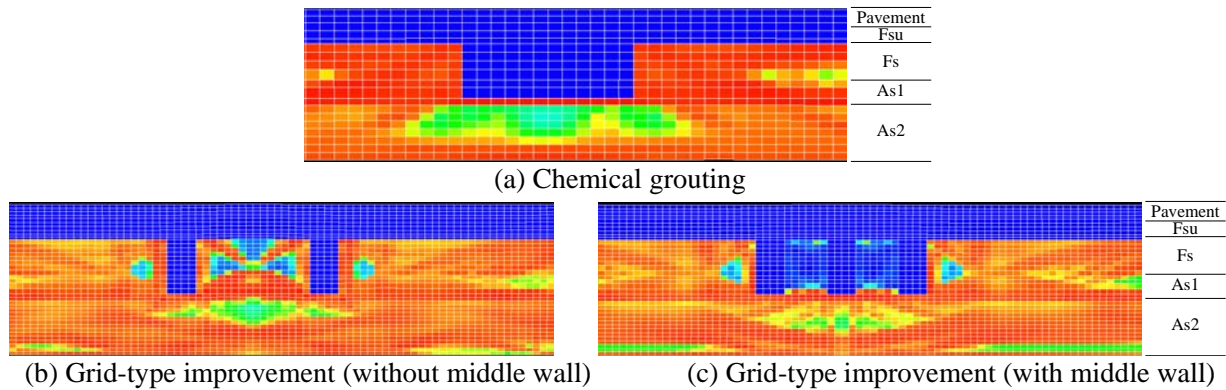 Pavement
Fsu
Fs
As1
As2
(a) Chemical grouting
Pavement
Fsu
Fs
As1
As2
(b) Grid-type improvement (without middle wall)
(c) Grid-type improvement (with middle wall)